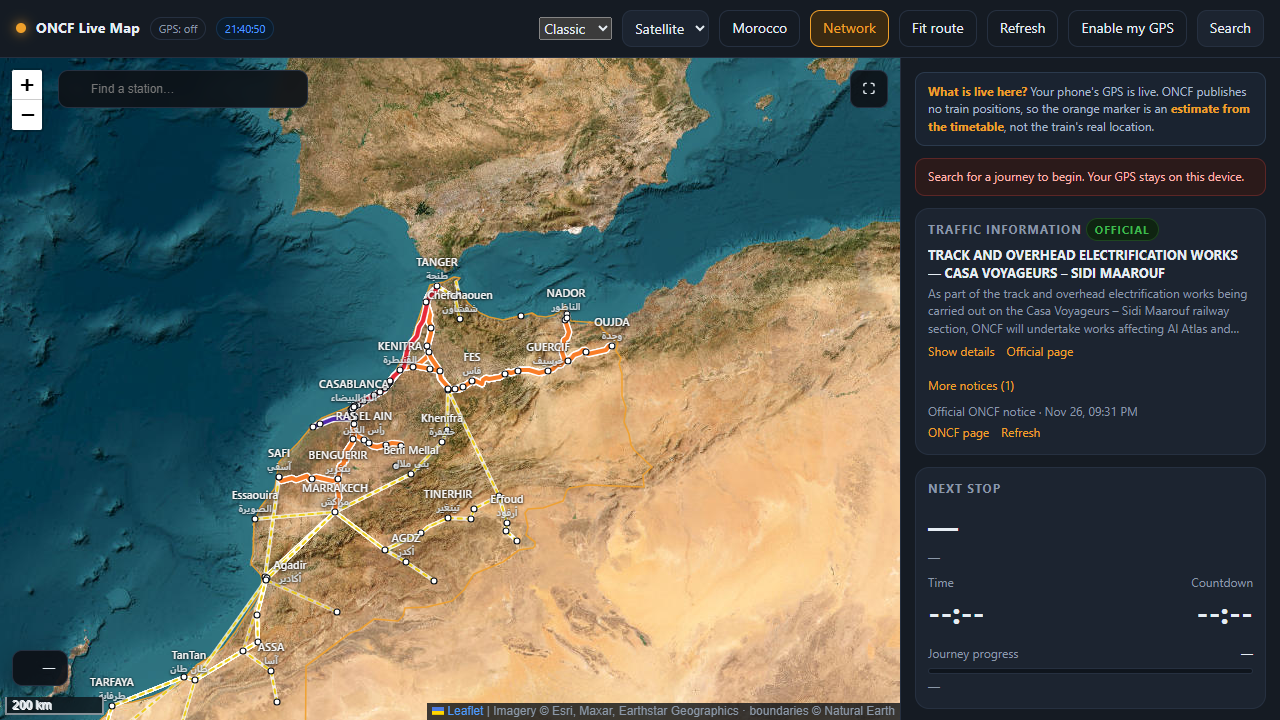 ONCF Live Map
GPS: off
21:40:50
Classic
Satellite
Morocco
Network
Fit route
Refresh
Enable my GPS
Search
+
−
Find a station...
What is live here? Your phone's GPS is live. ONCF publishes
no train positions, so the orange marker is an estimate from
the timetable, not the train's real location.
Search for a journey to begin. Your GPS stays on this device.
TRAFFIC INFORMATION OFFICIAL
TRACK AND OVERHEAD ELECTRIFICATION WORKS
— CASA VOYAGEURS – SIDI MAAROUF
As part of the track and overhead electrification works being
carried out on the Casa Voyageurs – Sidi Maarouf railway
section, ONCF will undertake works affecting Al Atlas and...
Show details Official page
More notices (1)
Official ONCF notice · Nov 26, 09:31 PM
ONCF page Refresh
NEXT STOP
—
—
Time Countdown
--:-- --:--
Journey progress —
—
TANGER
طنجة
Chefchaouen
شفشاون
NADOR
الناظور
OUJDA
وجدة
KENITRA
القنيطرة
FES
فاس
GUERCIF
جرسيف
CASABLANCA
الدار البيضاء
RAS EL AIN
رأس العين
Khenifra
خنيفرة
SAFI
آسفي
BENGUERIR
بنجرير
Beni Mellal
بني ملال
MARRAKECH
مراكش
Essaouira
الصويرة
TINERHIR
تينغير
Erfoud
أرفود
AGDZ
أكدز
Agadir
أكادير
ASSA
آسا
TanTan
طان طان
TARFAYA
طرفاية
—
200 km
Leaflet | Imagery © Esri, Maxar, Earthstar Geographics · boundaries © Natural Earth